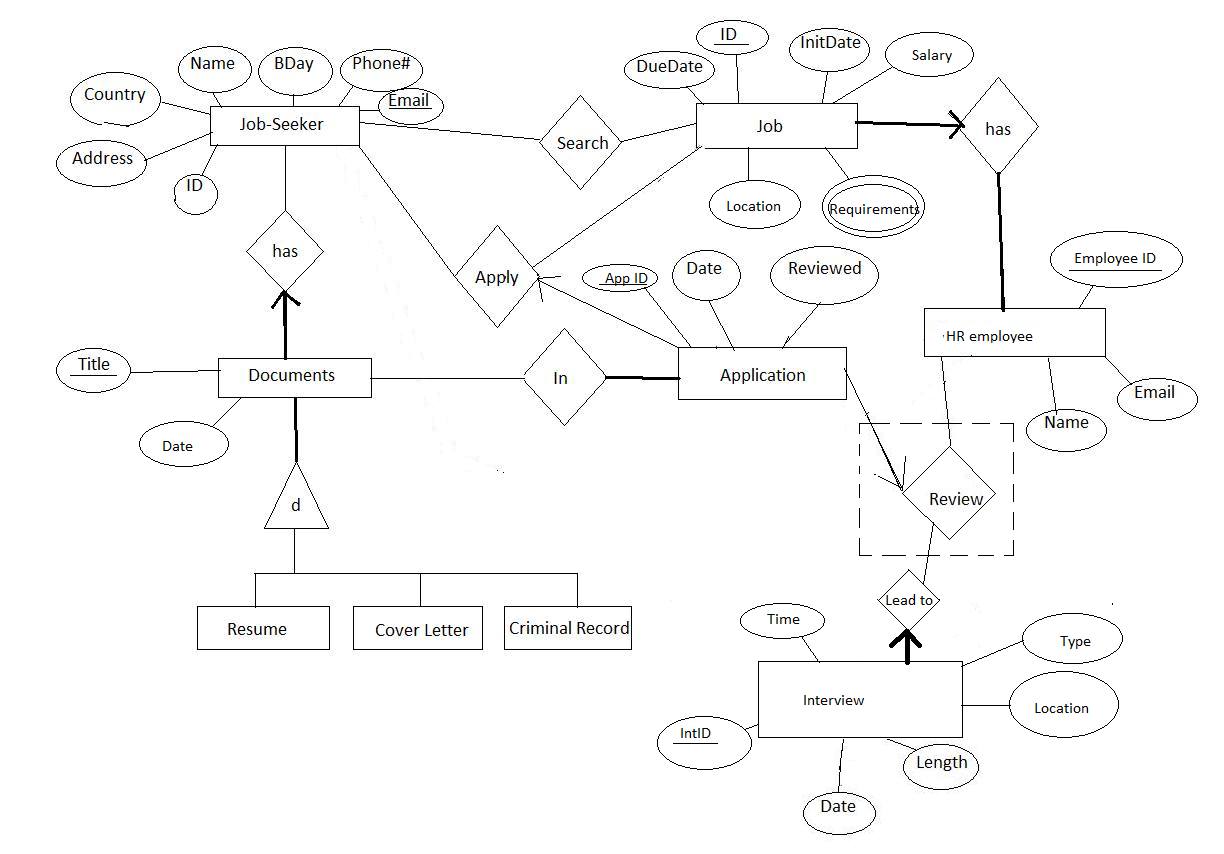 ID
InitDate
Salary
DueDate
Name
BDay
Phone#
Country
Email
Job-Seeker
Job
has
Search
Address
ID
Location
Requirements
has
Apply
App ID
Date
Reviewed
Employee ID
HR employee
Title
Documents
In
Application
Email
Name
Date
d
Review
Resume
Cover Letter
Criminal Record
Lead to
Time
Type
Interview
Location
IntID
Length
Date